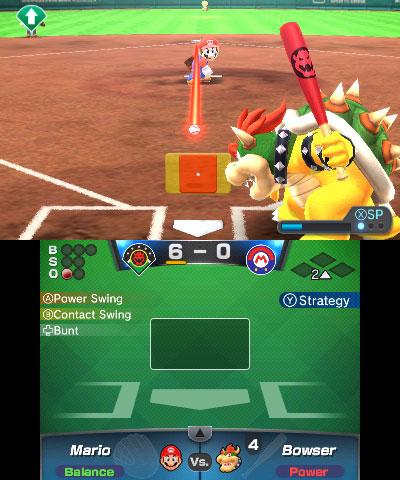 ⓍSP
B
S
O
6 - 0
2▲
ⒶPower Swing
ⒷContact Swing
✚Bunt
ⓎStrategy
Mario Vs. 4 Bowser
Balance Power